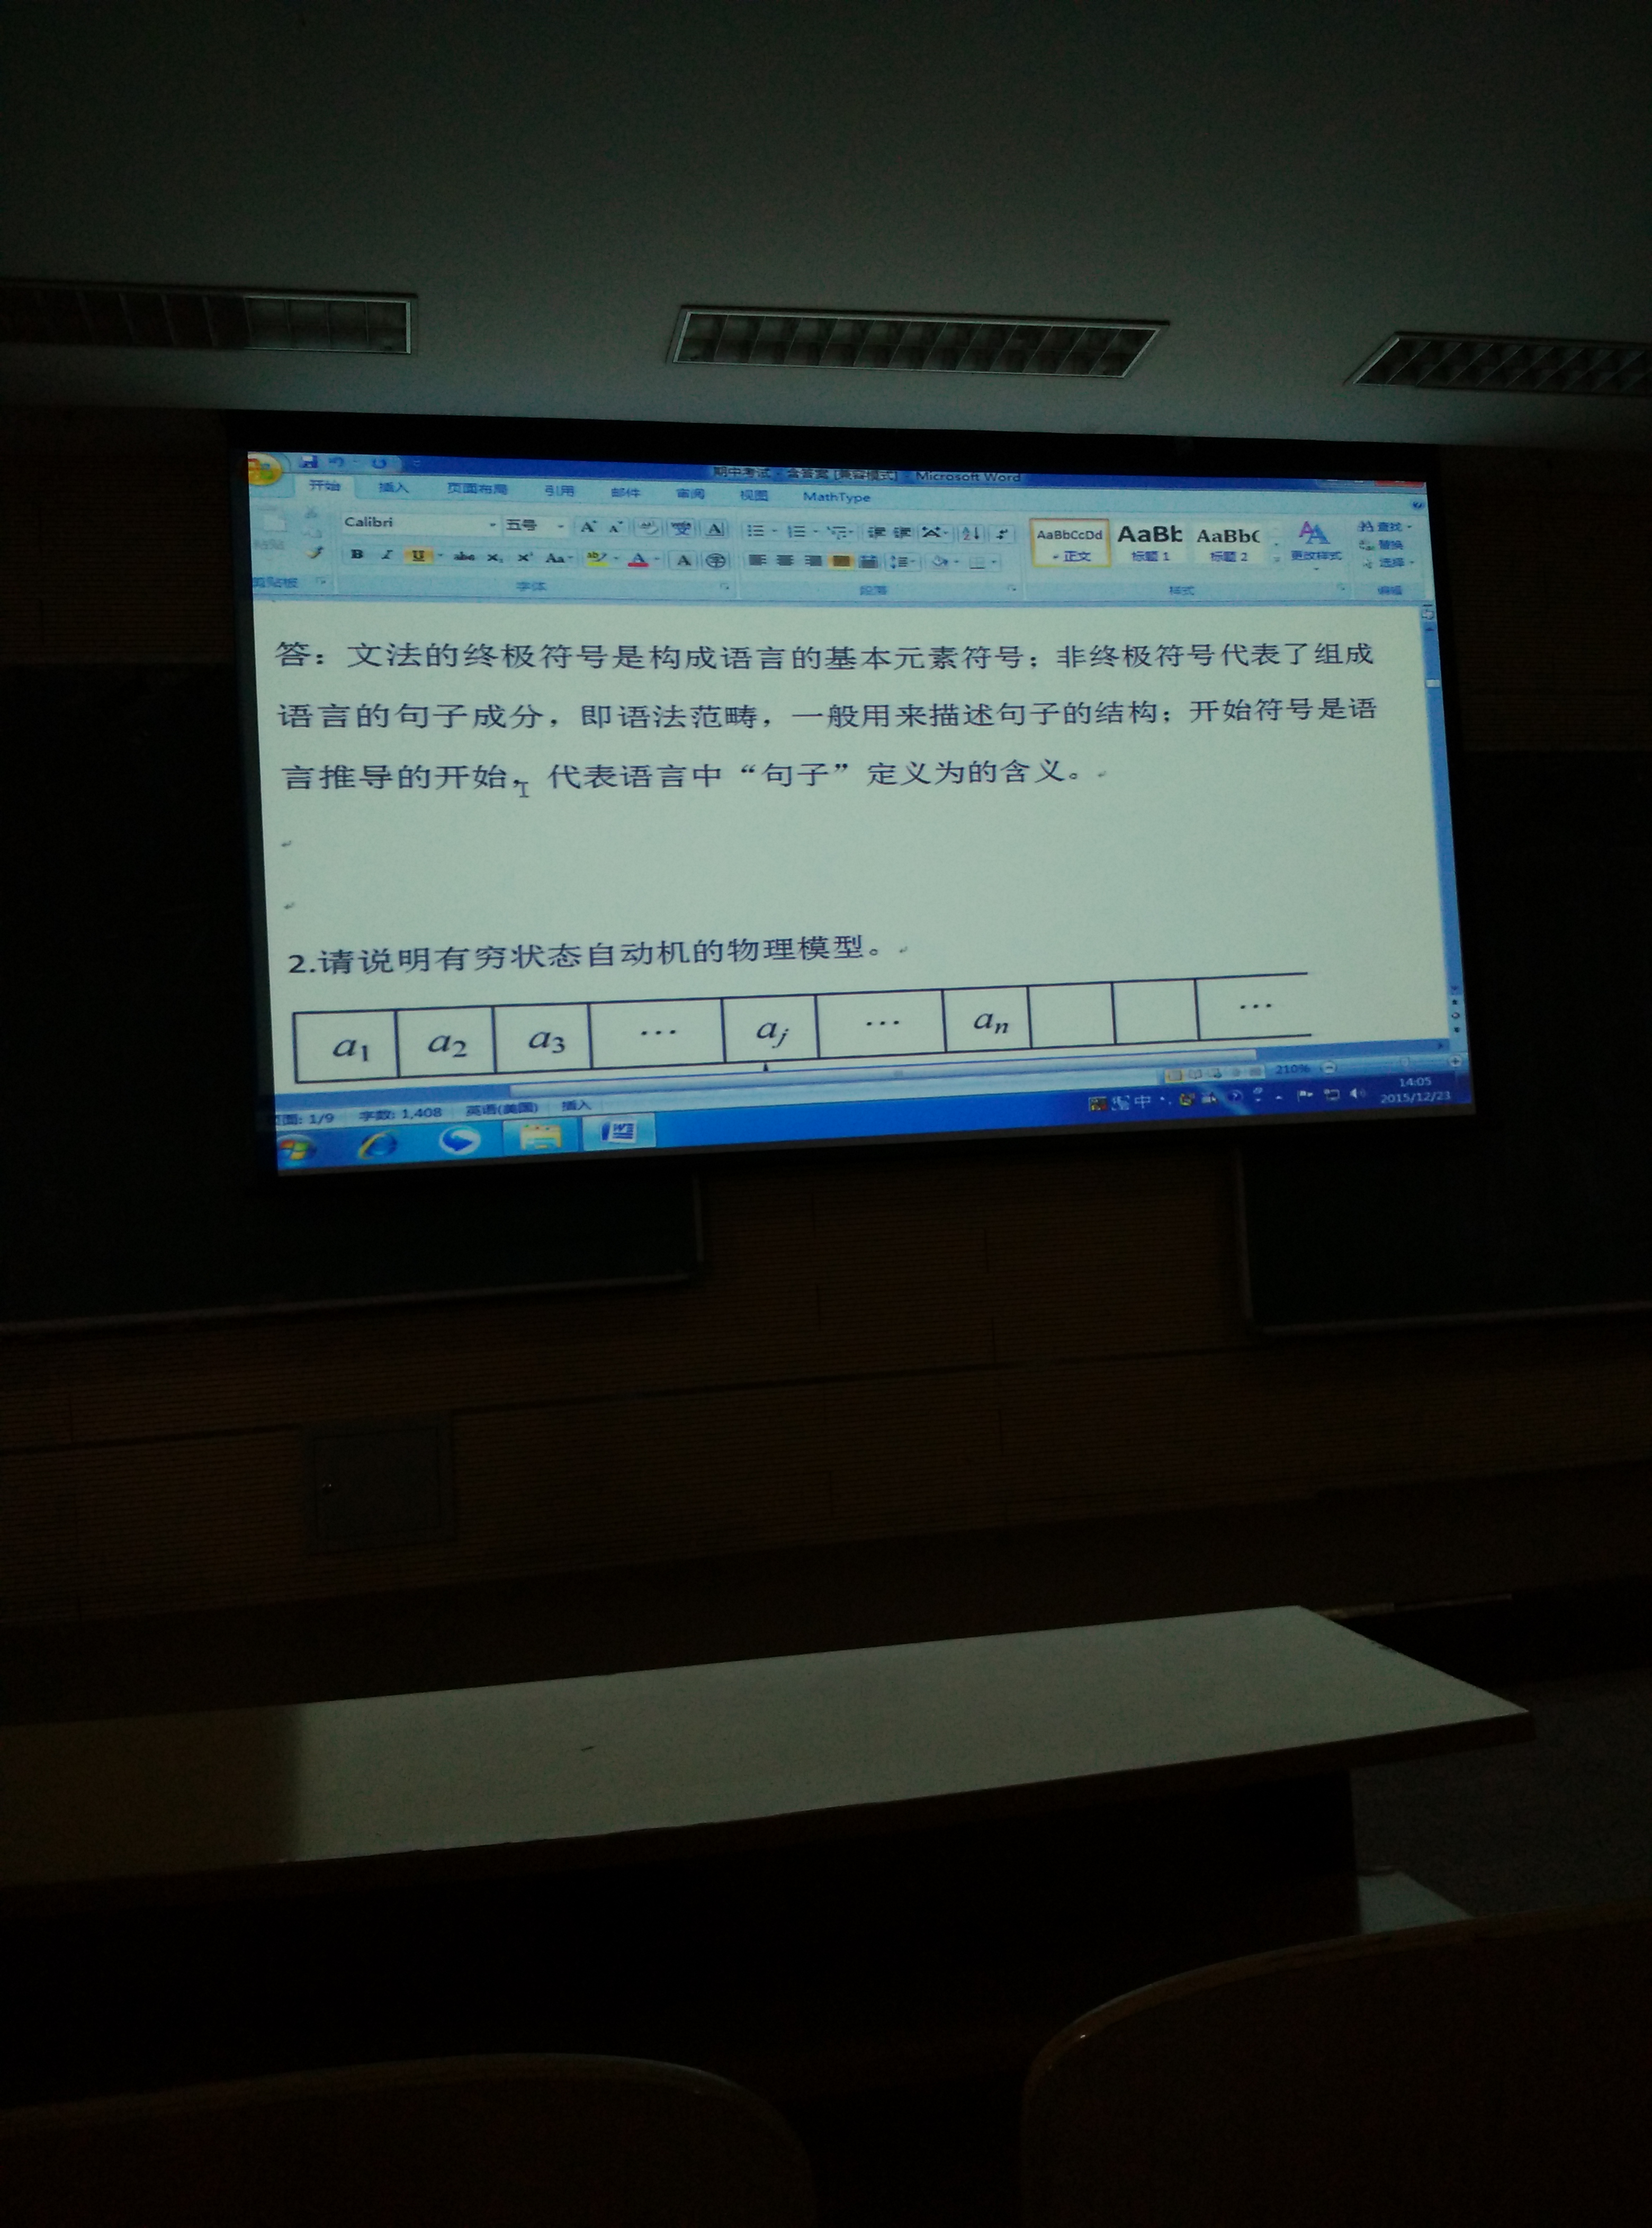 期中考试 - 含答案 [兼容模式] - Microsoft Word
开始 插入 页面布局 引用 邮件 审阅 视图 MathType
Calibri 五号
AaBbCcDd AaBb AaBbC
正文 标题 1 标题 2 更改样式
查找
替换
选择
剪贴板 字体 段落 样式 编辑
答：文法的终极符号是构成语言的基本元素符号；非终极符号代表了组成
语言的句子成分，即语法范畴，一般用来描述句子的结构；开始符号是语
言推导的开始， 代表语言中“句子”定义为的含义。
2.请说明有穷状态自动机的物理模型。
a1 a2 a3 … aj … an …
210%
页面: 1/9 字数: 1,408 英语(美国) 插入
中
14:05
2015/12/23